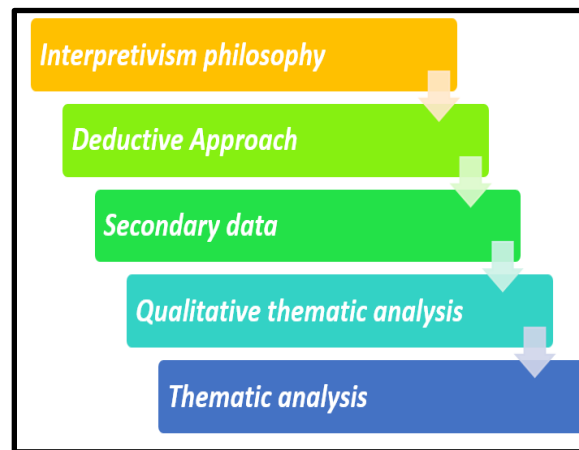 Interpretivism philosophy
Deductive Approach
Secondary data
Qualitative thematic analysis
Thematic analysis